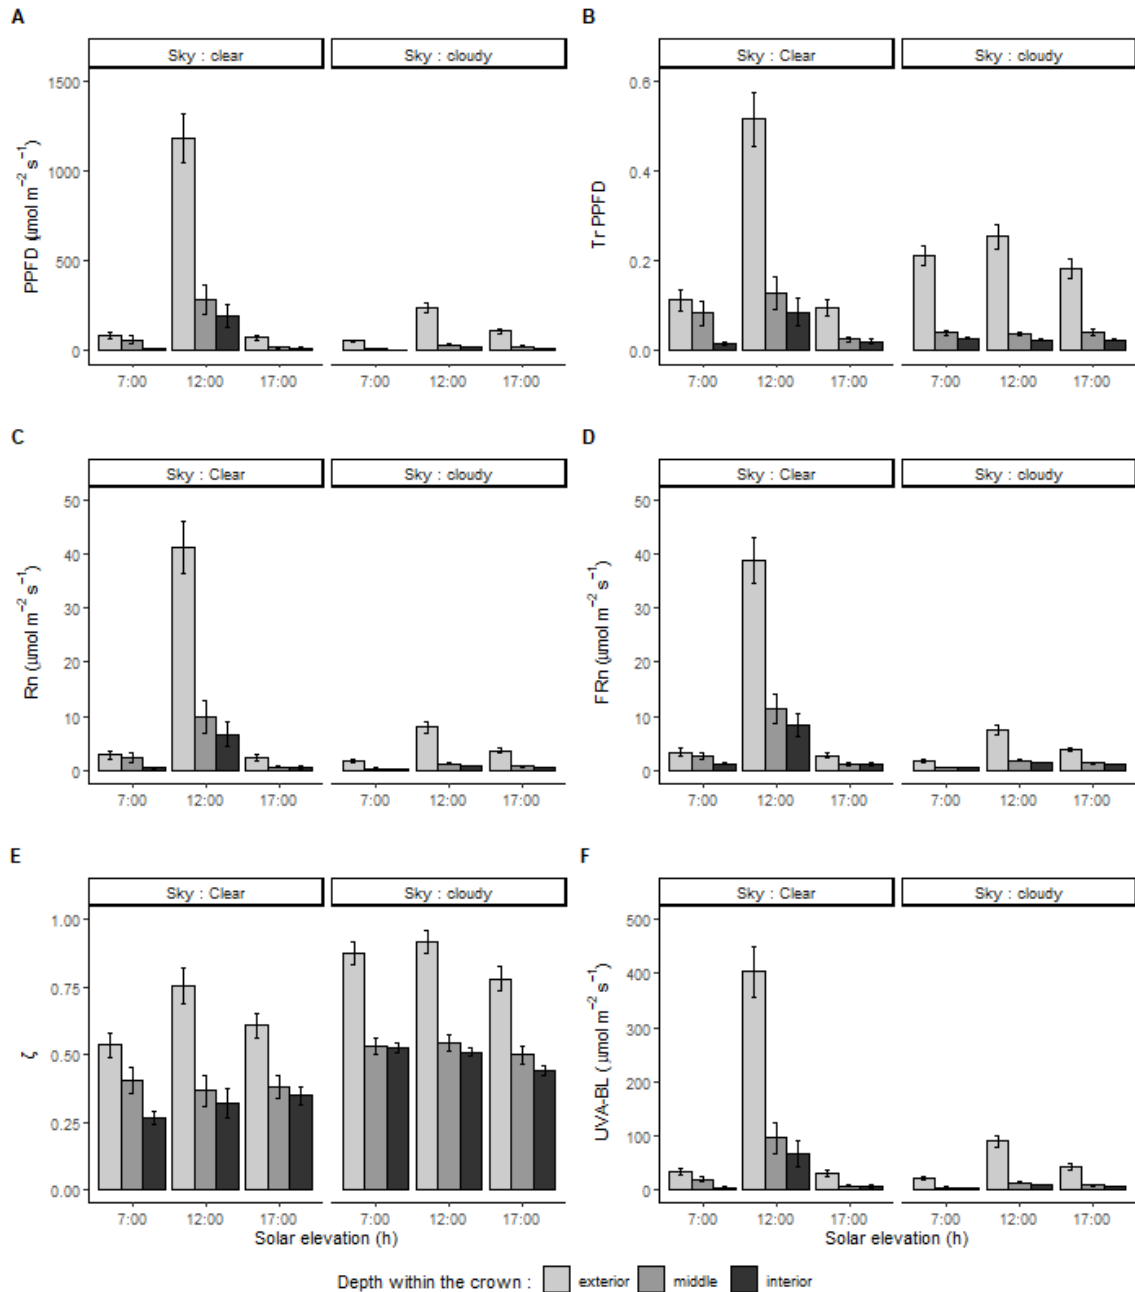 A
B
Sky : clear
Sky : cloudy
Sky : Clear
Sky : cloudy
PPFD (µmol m−2 s−1)
1500
1000
500
0
7:00 12:00 17:00 7:00 12:00 17:00
Tr PPFD
0.6
0.4
0.2
0.0
7:00 12:00 17:00 7:00 12:00 17:00
C
D
Sky : Clear
Sky : cloudy
Sky : Clear
Sky : cloudy
Rn (µmol m−2 s−1)
50
40
30
20
10
0
7:00 12:00 17:00 7:00 12:00 17:00
FRn (µmol m−2 s−1)
50
40
30
20
10
0
7:00 12:00 17:00 7:00 12:00 17:00
E
F
Sky : Clear
Sky : cloudy
Sky : Clear
Sky : cloudy
ζ
1.00
0.75
0.50
0.25
0.00
7:00 12:00 17:00 7:00 12:00 17:00
Solar elevation (h)
UVA-BL ( µmol m−2 s−1)
500
400
300
200
100
0
7:00 12:00 17:00 7:00 12:00 17:00
Solar elevation (h)
Depth within the crown : exterior middle interior